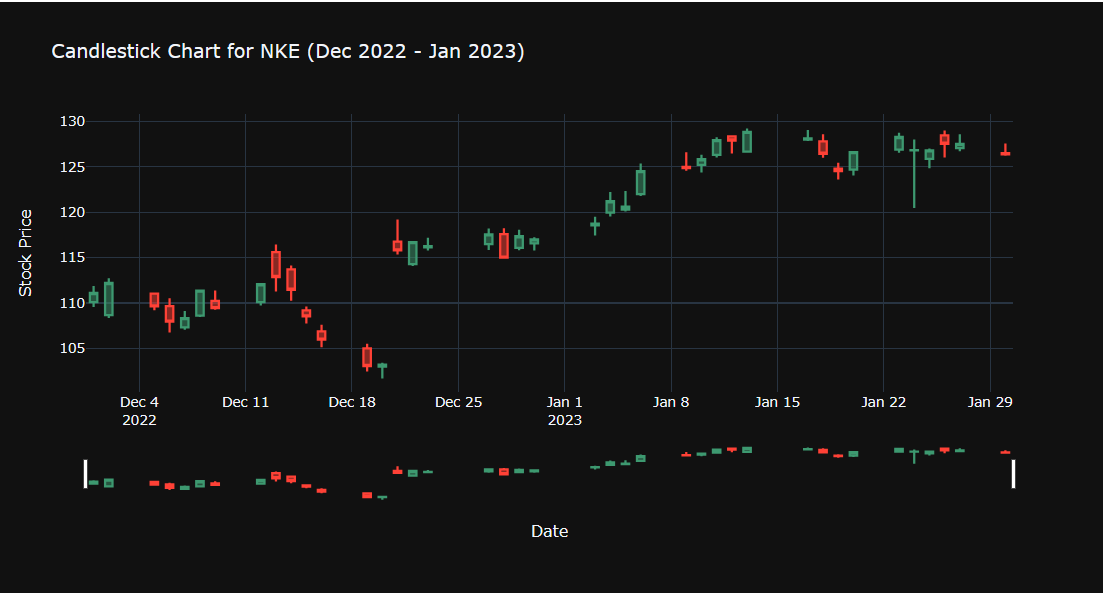 Candlestick Chart for NKE (Dec 2022 - Jan 2023)
130
125
120
115
110
105
Stock Price
Dec 4 Dec 11 Dec 18 Dec 25 Jan 1 Jan 8 Jan 15 Jan 22 Jan 29
2022 2023
Date